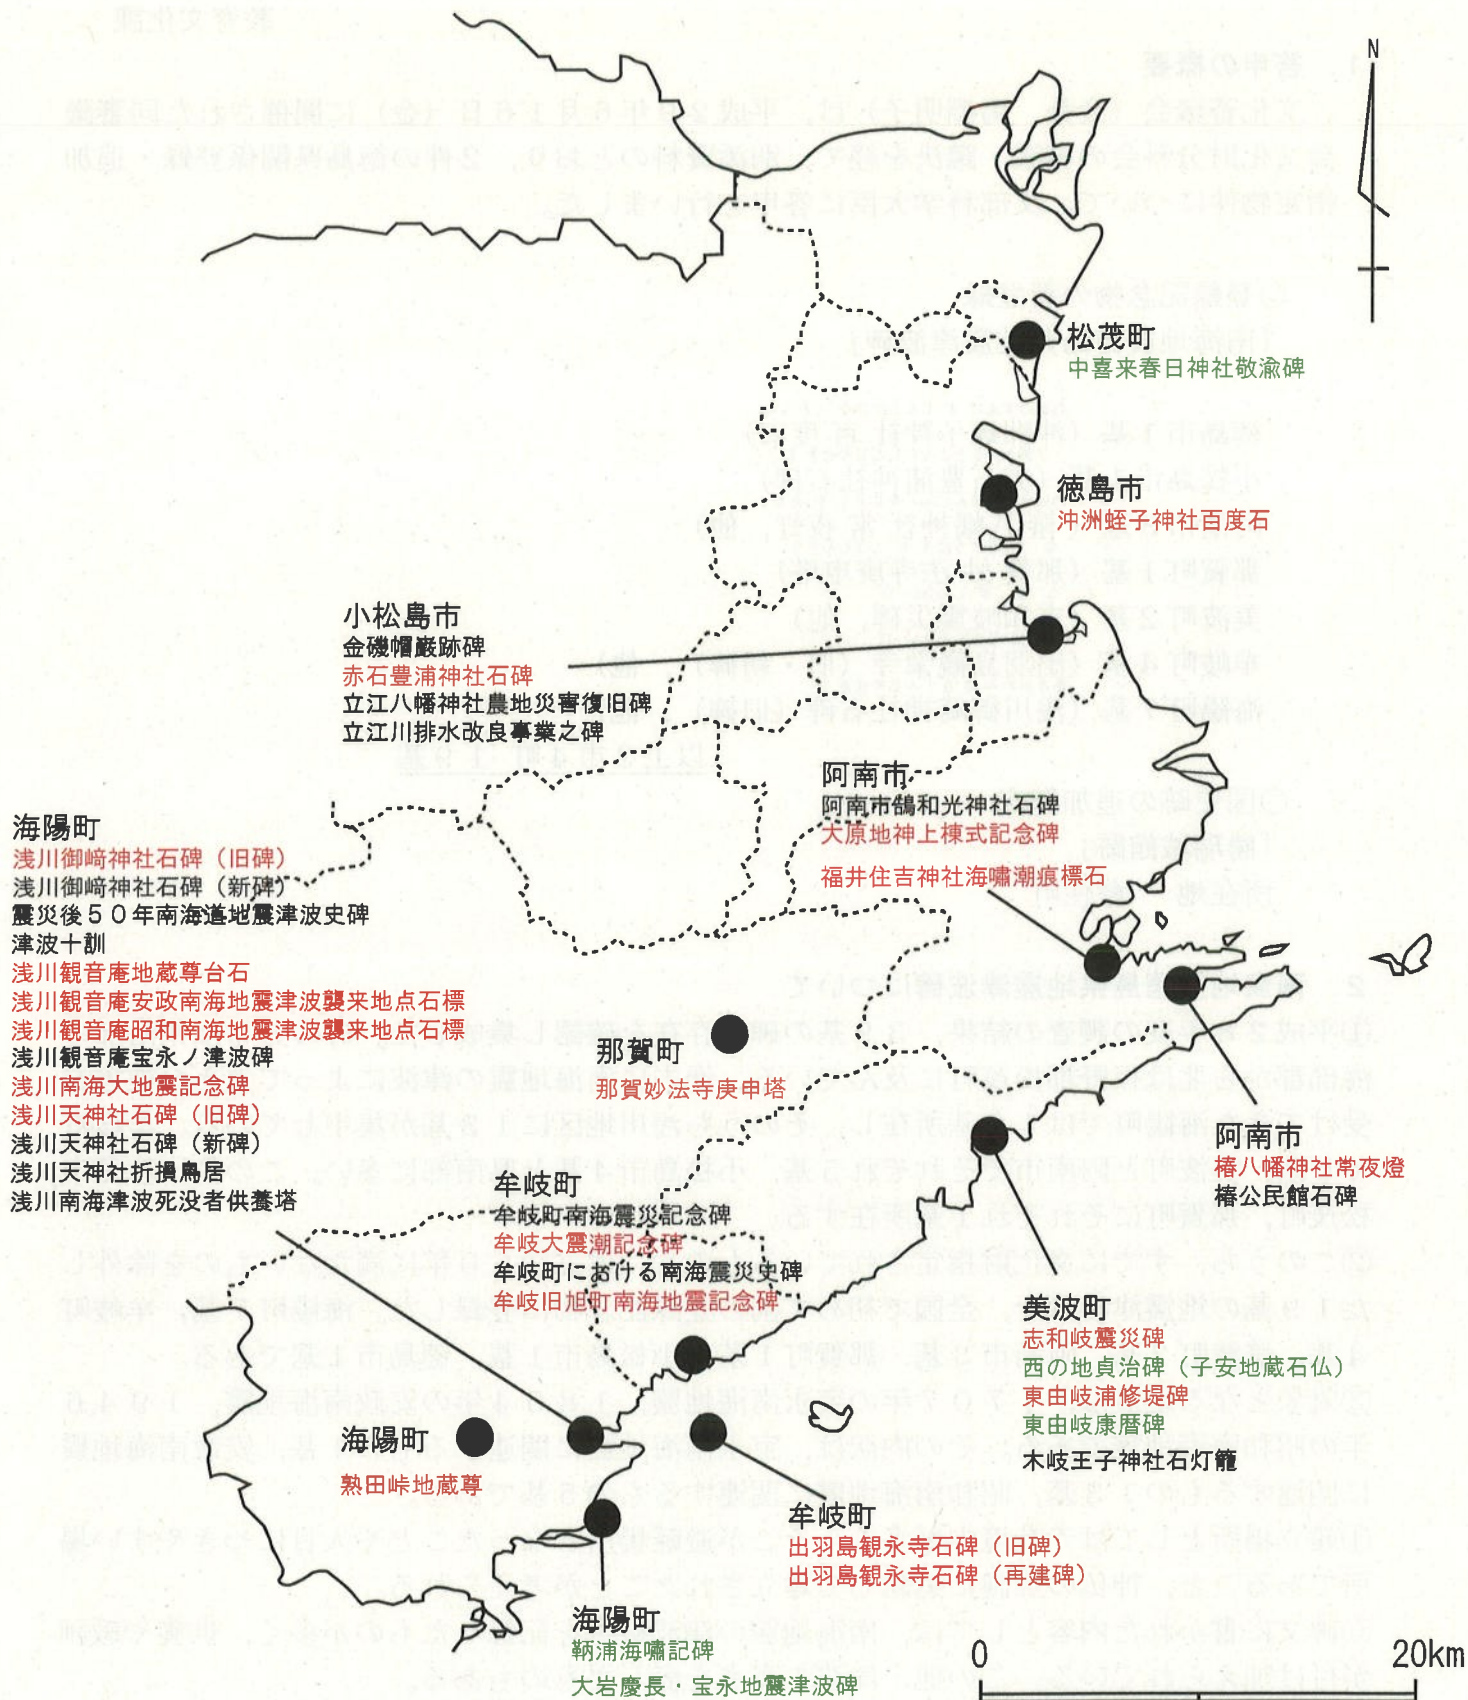 N
松茂町
中喜来春日神社敬渝碑
徳島市
沖洲蛭子神社百度石
小松島市
金磯㡌巌跡碑
赤石豊浦神社石碑
立江八幡神社農地災害復旧碑
立江川排水改良事業之碑
阿南市
阿南市鵠和光神社石碑
大原地神上棟式記念碑
福井住吉神社海嘯潮痕標石
海陽町
浅川御﨑神社石碑（旧碑）
浅川御﨑神社石碑（新碑）
震災後５０年南海道地震津波史碑
津波十訓
浅川観音庵地蔵尊台石
浅川観音庵安政南海地震津波襲来地点石標
浅川観音庵昭和南海地震津波襲来地点石標
浅川観音庵宝永ノ津波碑
浅川南海大地震記念碑
浅川天神社石碑（旧碑）
浅川天神社石碑（新碑）
浅川天神社折損鳥居
浅川南海津波死没者供養塔
那賀町
那賀妙法寺庚申塔
阿南市
椿八幡神社常夜燈
椿公民館石碑
牟岐町
牟岐町南海震災記念碑
牟岐大震潮記念碑
牟岐町における南海震災史碑
牟岐旧旭町南海地震記念碑
美波町
志和岐震災碑
西の地貞治碑（子安地蔵石仏）
東由岐浦修堤碑
東由岐康暦碑
木岐王子神社石灯籠
海陽町
熟田峠地蔵尊
牟岐町
出羽島観永寺石碑（旧碑）
出羽島観永寺石碑（再建碑）
海陽町
鞆浦海嘯記碑
大岩慶長・宝永地震津波碑
0
20km